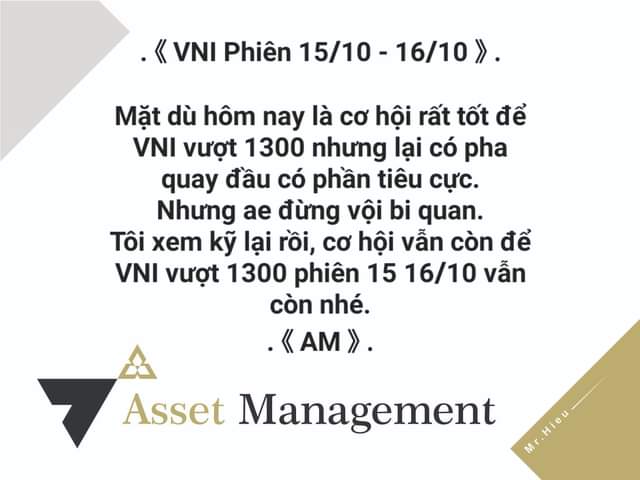 .《 VNI Phiên 15/10 - 16/10 》.
Mặt dù hôm nay là cơ hội rất tốt để
VNI vượt 1300 nhưng lại có pha
quay đầu có phần tiêu cực.
Nhưng ae đừng vội bi quan.
Tôi xem kỹ lại rồi, cơ hội vẫn còn để
VNI vượt 1300 phiên 15 16/10 vẫn
còn nhé.
.《 AM 》.
Asset Management
Mr.Hieu